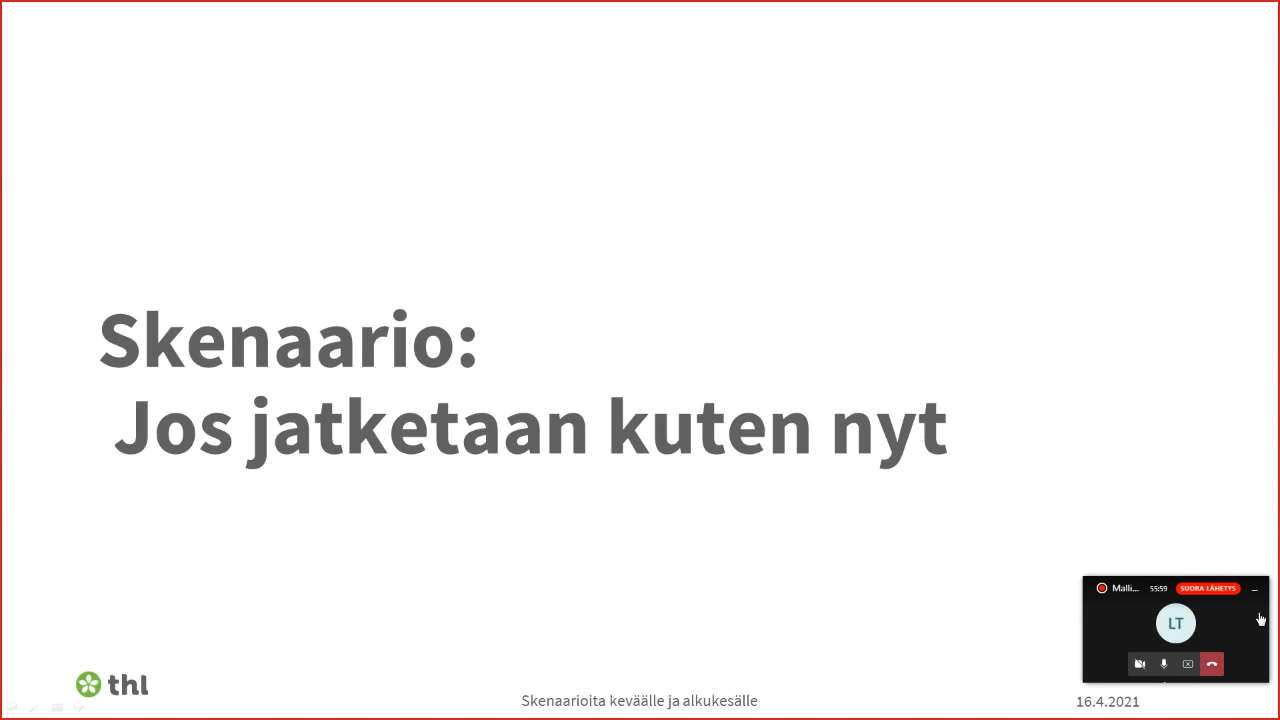 Skenaario:
Jos jatketaan kuten nyt
Malli... 55:59 SUORA LÄHETYS
LT
thl
Skenaarioita keväälle ja alkukesälle
16.4.2021